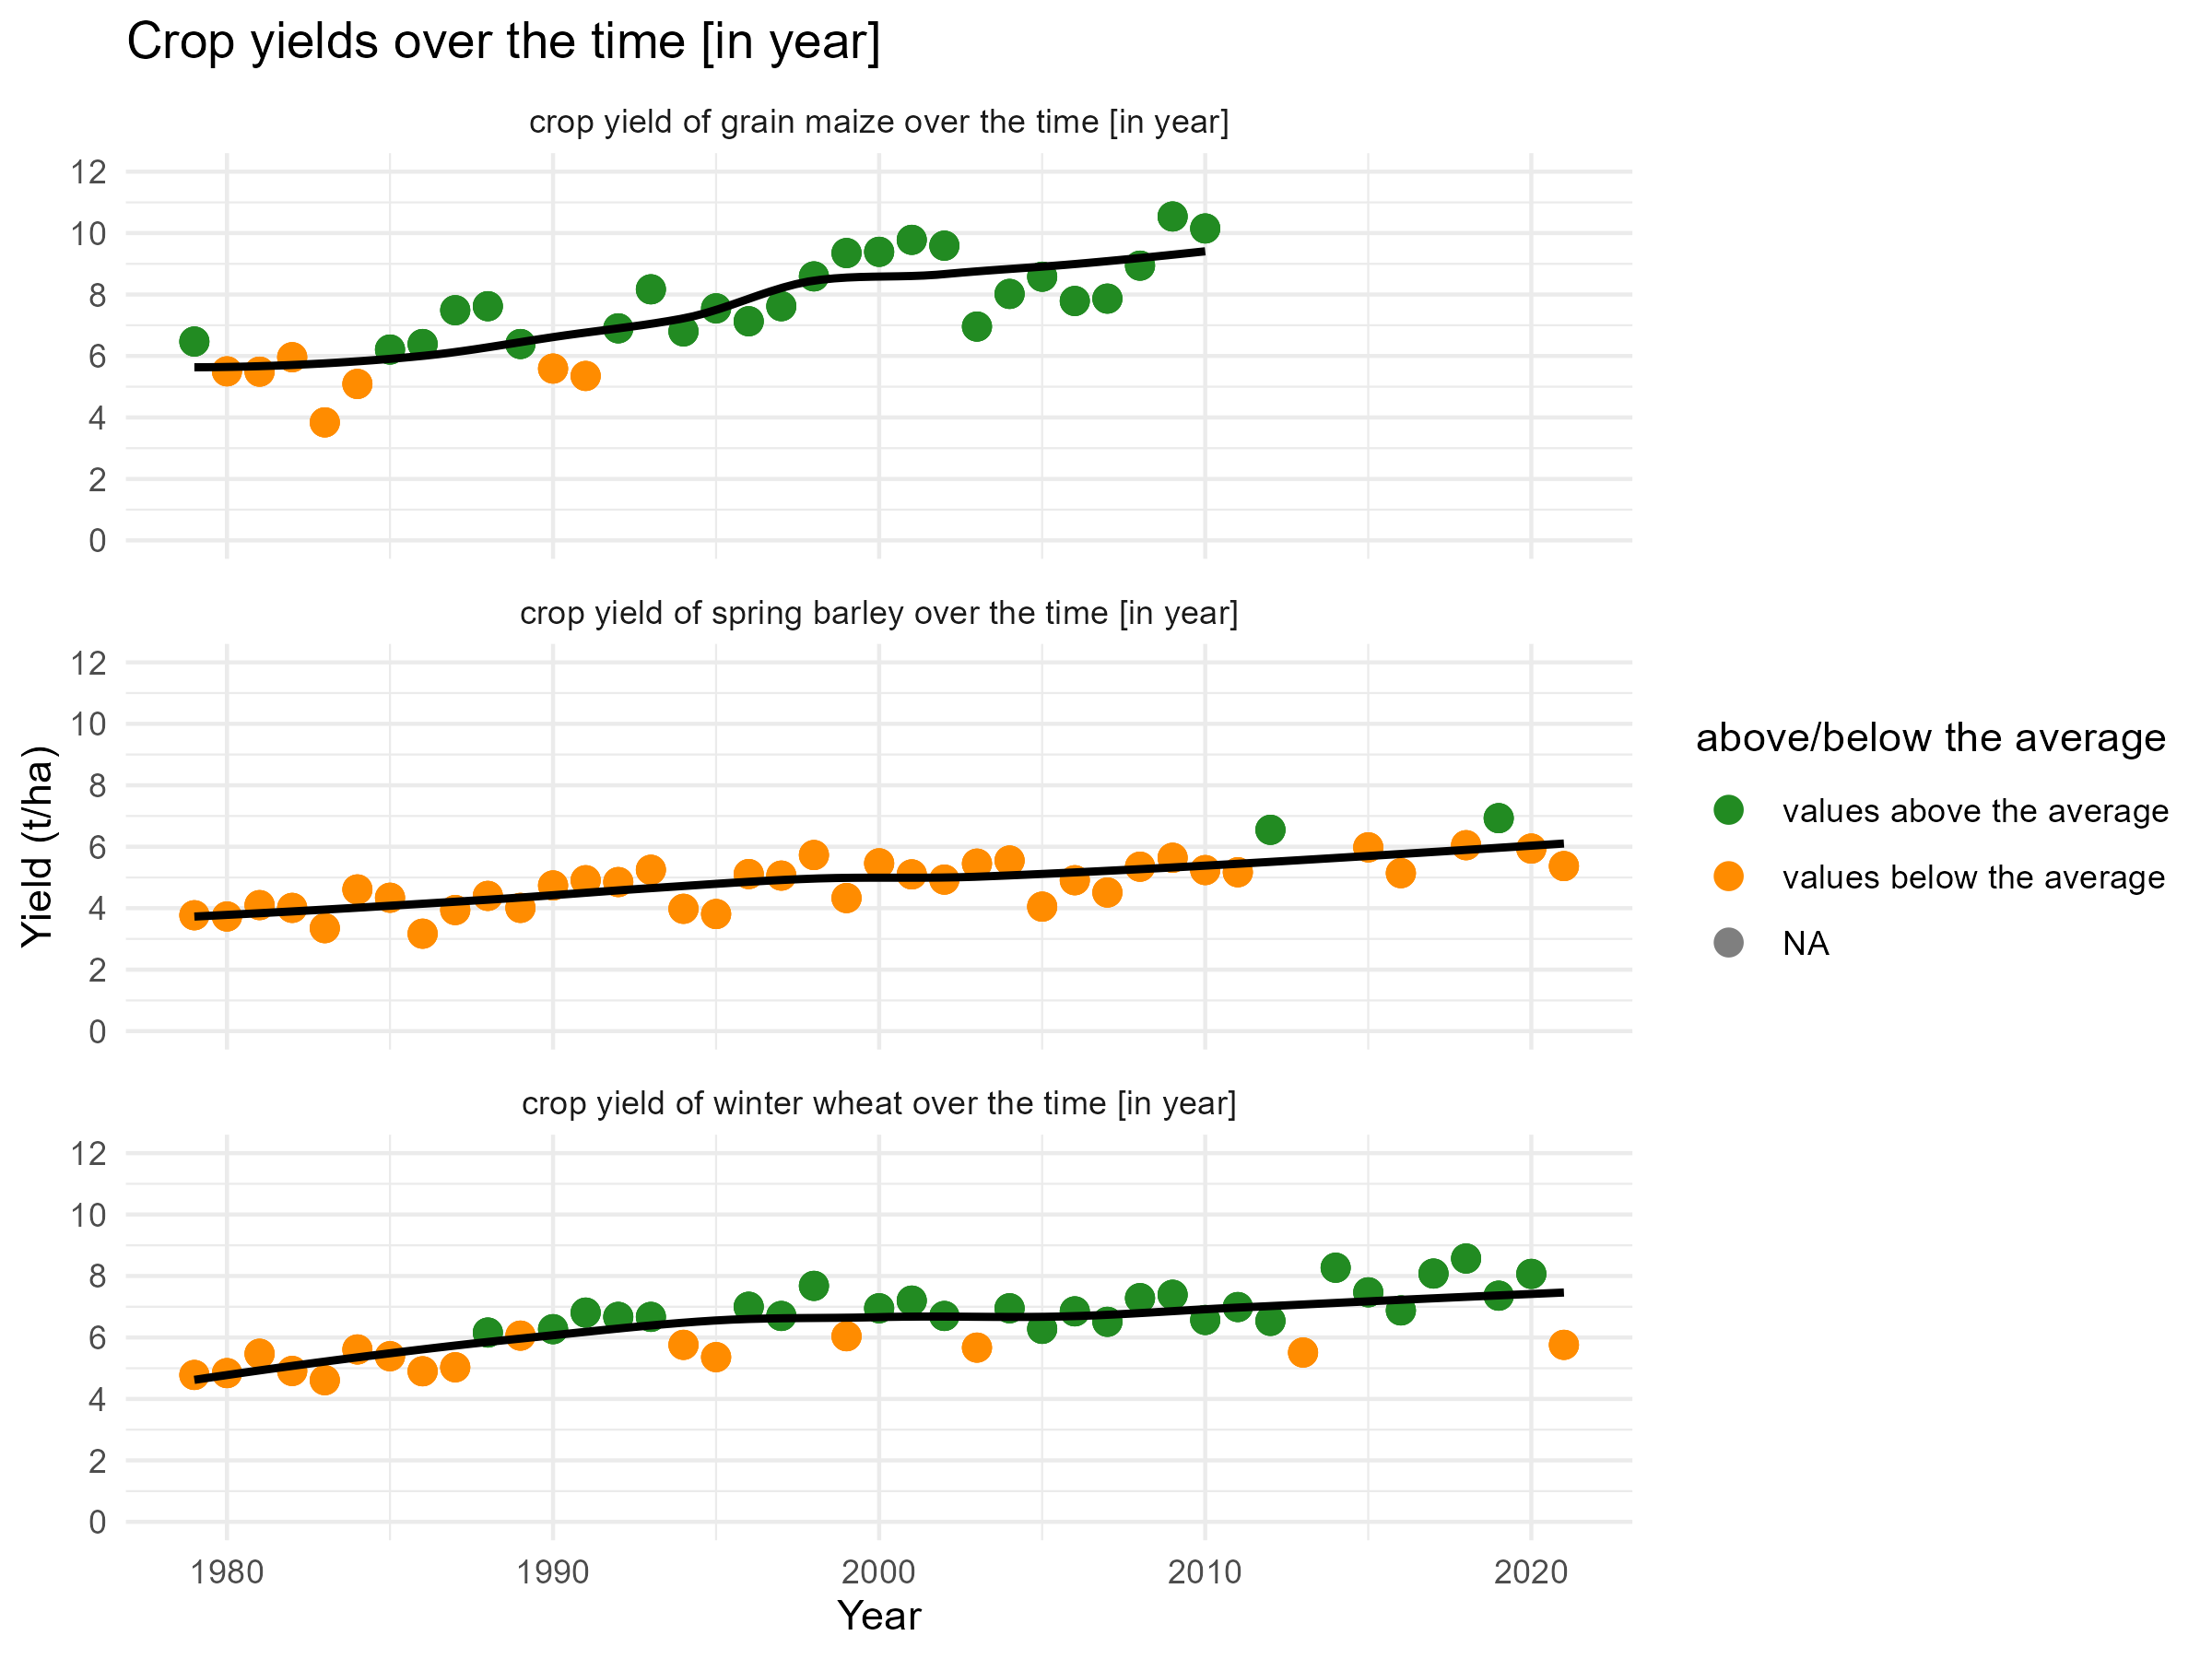 Crop yields over the time [in year]
crop yield of grain maize over the time [in year]
12
10
8
6
4
2
0
crop yield of spring barley over the time [in year]
12
10
8
6
4
2
0
crop yield of winter wheat over the time [in year]
12
10
8
6
4
2
0
1980 1990 2000 2010 2020
Year
Yield (t/ha)
above/below the average
values above the average
values below the average
NA